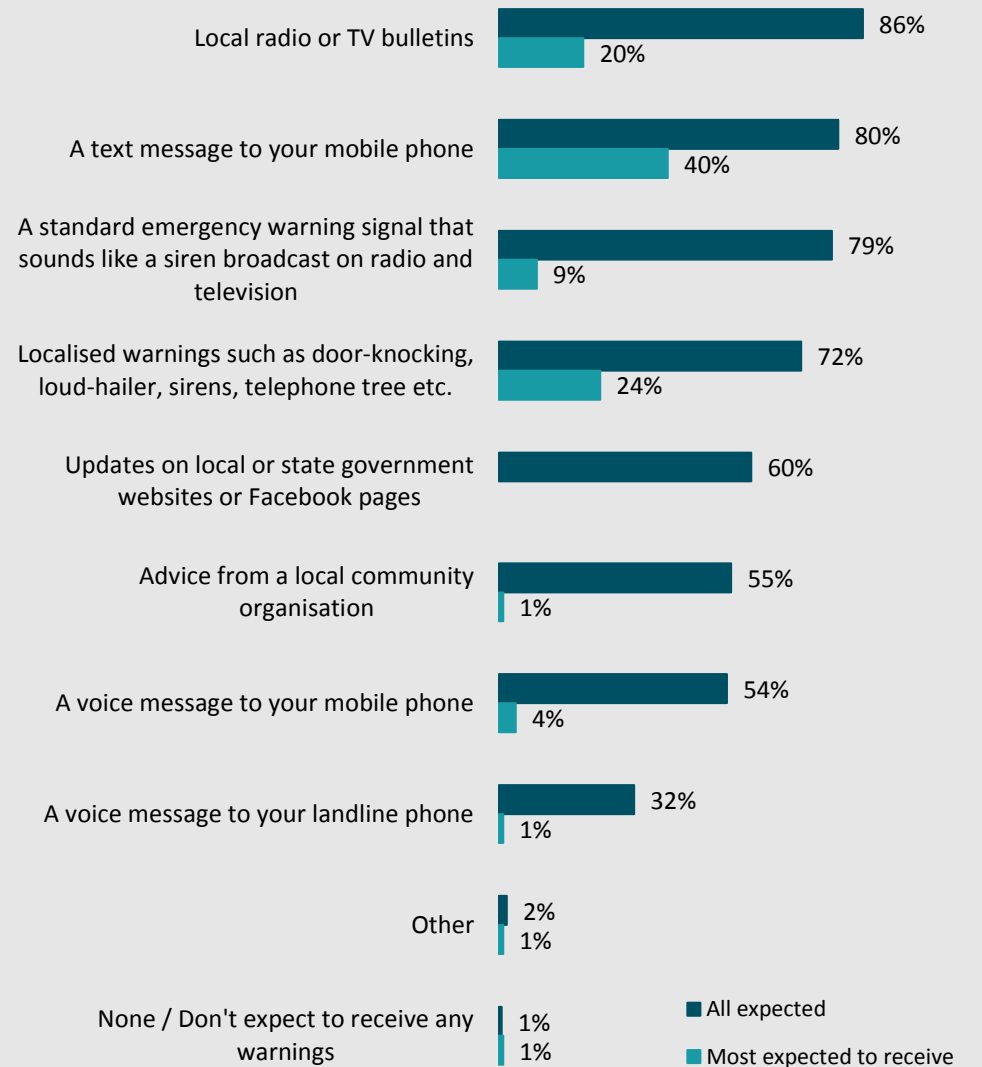 Local radio or TV bulletins
86%
20%
A text message to your mobile phone
80%
40%
A standard emergency warning signal that
sounds like a siren broadcast on radio and
television
79%
9%
Localised warnings such as door-knocking,
loud-hailer, sirens, telephone tree etc.
72%
24%
Updates on local or state government
websites or Facebook pages
60%
Advice from a local community
organisation
55%
1%
A voice message to your mobile phone
54%
4%
A voice message to your landline phone
32%
1%
Other
2%
1%
None / Don't expect to receive any
warnings
1%
1%
All expected
Most expected to receive